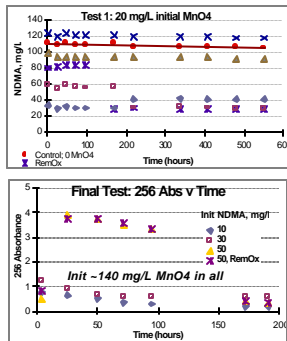 Test 1: 20 mg/L initial MnO4
NDMA, mg/L
140
120
100
80
60
40
20
0
0 100 200 300 400 500 600
Time (hours)
Control; 0 MnO4
RemOx
Final Test: 256 Abs v Time
256 Absorbance
5
4
3
2
1
0
Init NDMA, mg/l
10
30
50
50, RemOx
Init ~140 mg/L MnO4 in all
0 50 100 150 200
Time (hours)